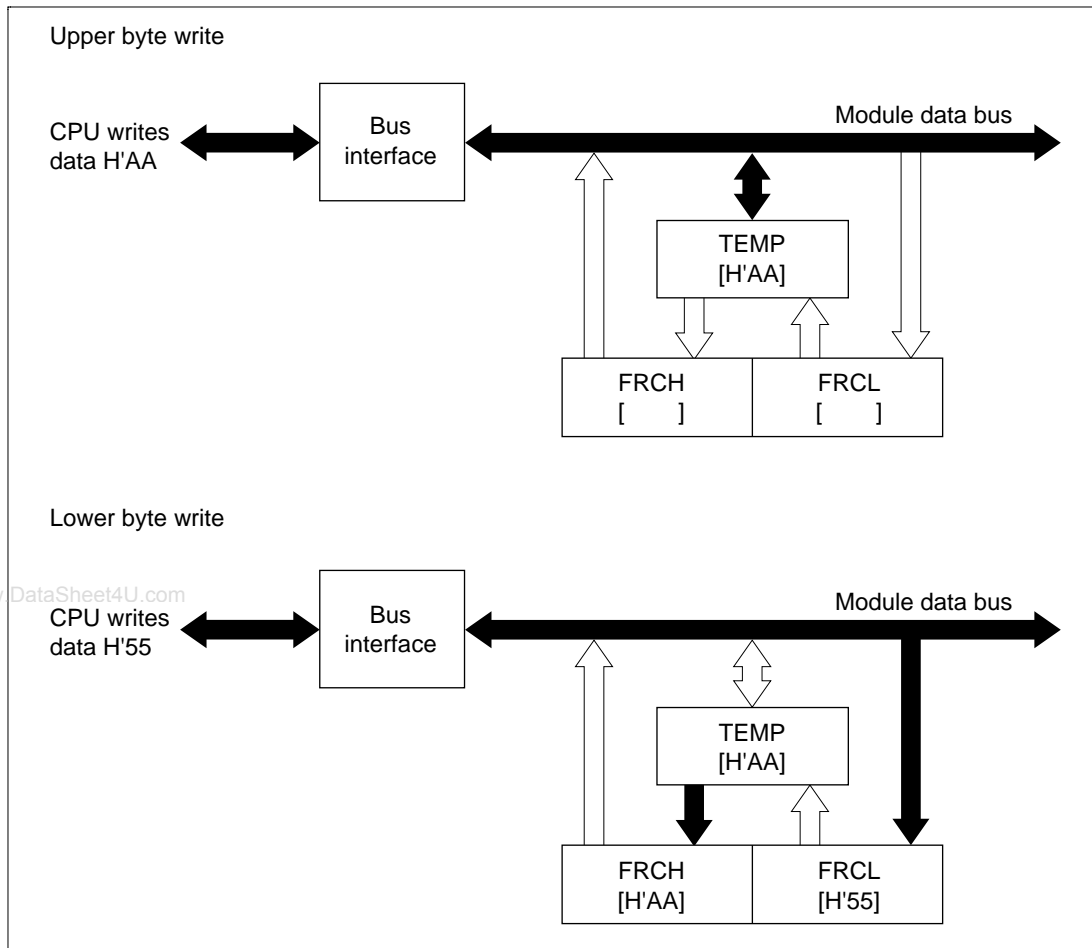 Upper byte write
CPU writes
data H'AA
Bus
interface
Module data bus
TEMP
[H'AA]
FRCH
[ ]
FRCL
[ ]
Lower byte write
w.DataSheet4U.com
CPU writes
data H'55
Bus
interface
Module data bus
TEMP
[H'AA]
FRCH
[H'AA]
FRCL
[H'55]